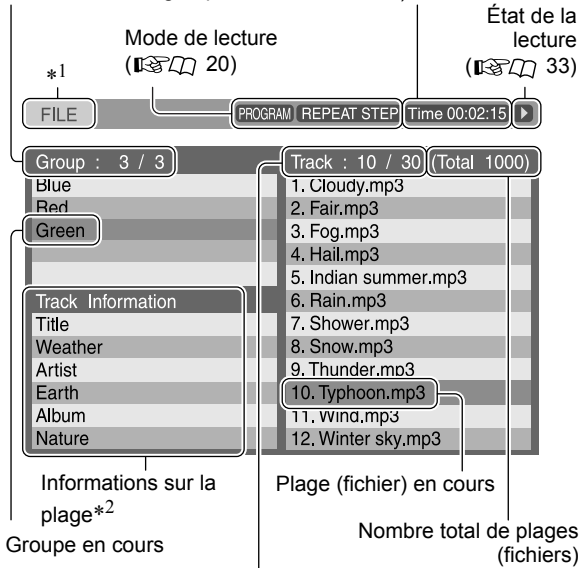 État de la
lecture
(33)
Mode de lecture
(20)
*1
FILE
PROGRAM REPEAT STEP Time 00:02:15
Group : 3 / 3
Track : 10 / 30 (Total 1000)
Blue
Red
Green
Track Information
Title
Weather
Artist
Earth
Album
Nature
1. Cloudy.mp3
2. Fair.mp3
3. Fog.mp3
4. Hail.mp3
5. Indian summer.mp3
6. Rain.mp3
7. Shower.mp3
8. Snow.mp3
9. Thunder.mp3
10. Typhoon.mp3
11. Wind.mp3
12. Winter sky.mp3
Informations sur la
plage*2
Plage (fichier) en cours
Groupe en cours
Nombre total de plages
(fichiers)